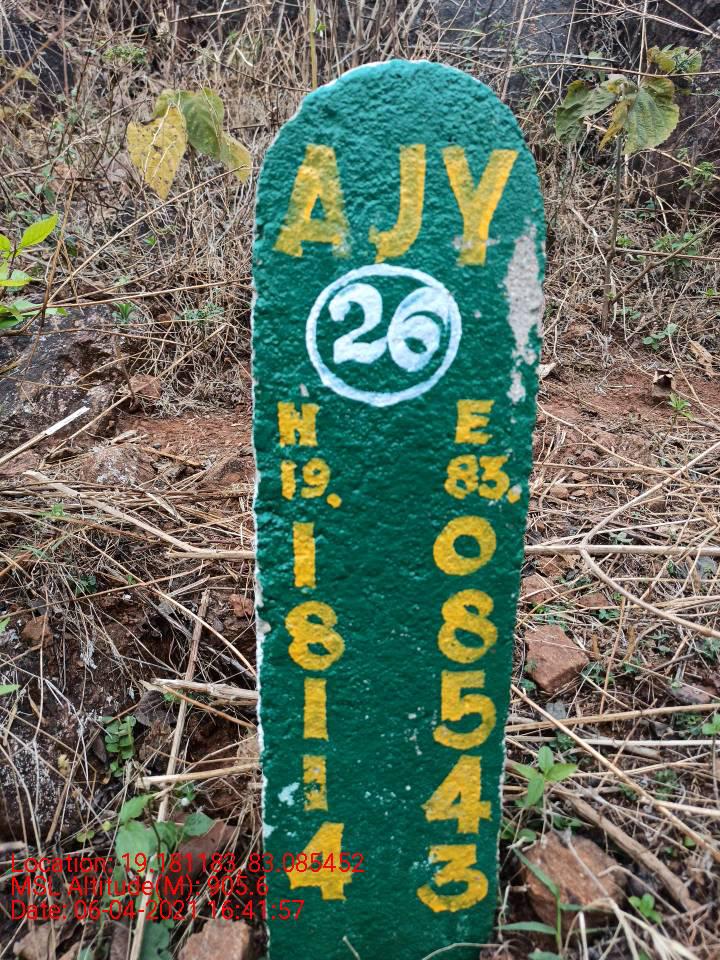 AJY
26
N E
19. 83.
1 0
8 8
1 5
1 4
4 3
Location: 19.181183 83.085452
MSL Altitude(M): 905.6
Date: 06-04-2021 16:41:57